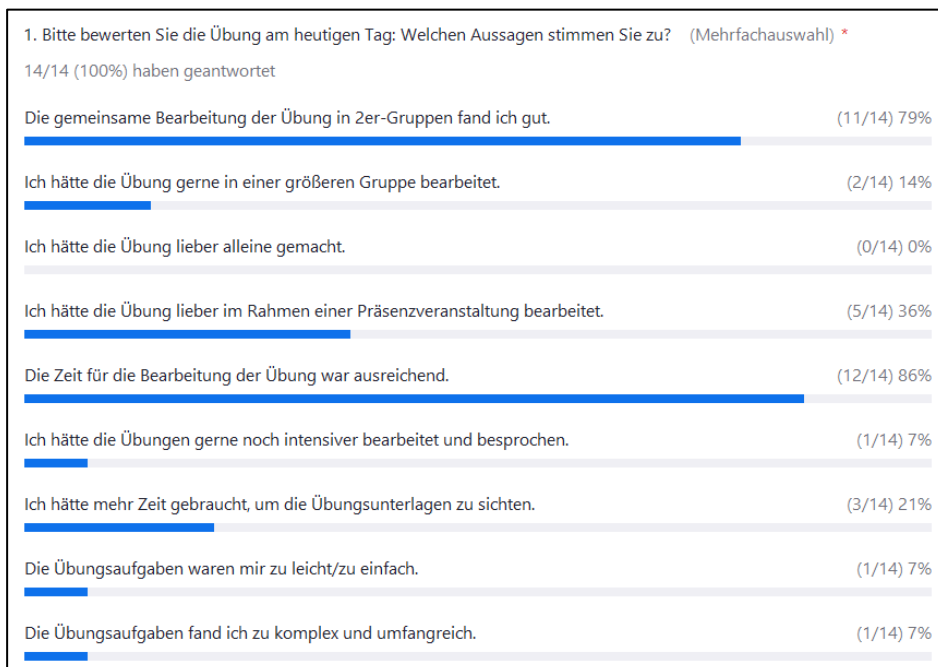 1. Bitte bewerten Sie die Übung am heutigen Tag: Welchen Aussagen stimmen Sie zu? (Mehrfachauswahl) *
14/14 (100%) haben geantwortet
Die gemeinsame Bearbeitung der Übung in 2er-Gruppen fand ich gut. (11/14) 79%
Ich hätte die Übung gerne in einer größeren Gruppe bearbeitet. (2/14) 14%
Ich hätte die Übung lieber alleine gemacht. (0/14) 0%
Ich hätte die Übung lieber im Rahmen einer Präsenzveranstaltung bearbeitet. (5/14) 36%
Die Zeit für die Bearbeitung der Übung war ausreichend. (12/14) 86%
Ich hätte die Übungen gerne noch intensiver bearbeitet und besprochen. (1/14) 7%
Ich hätte mehr Zeit gebraucht, um die Übungsunterlagen zu sichten. (3/14) 21%
Die Übungsaufgaben waren mir zu leicht/zu einfach. (1/14) 7%
Die Übungsaufgaben fand ich zu komplex und umfangreich. (1/14) 7%